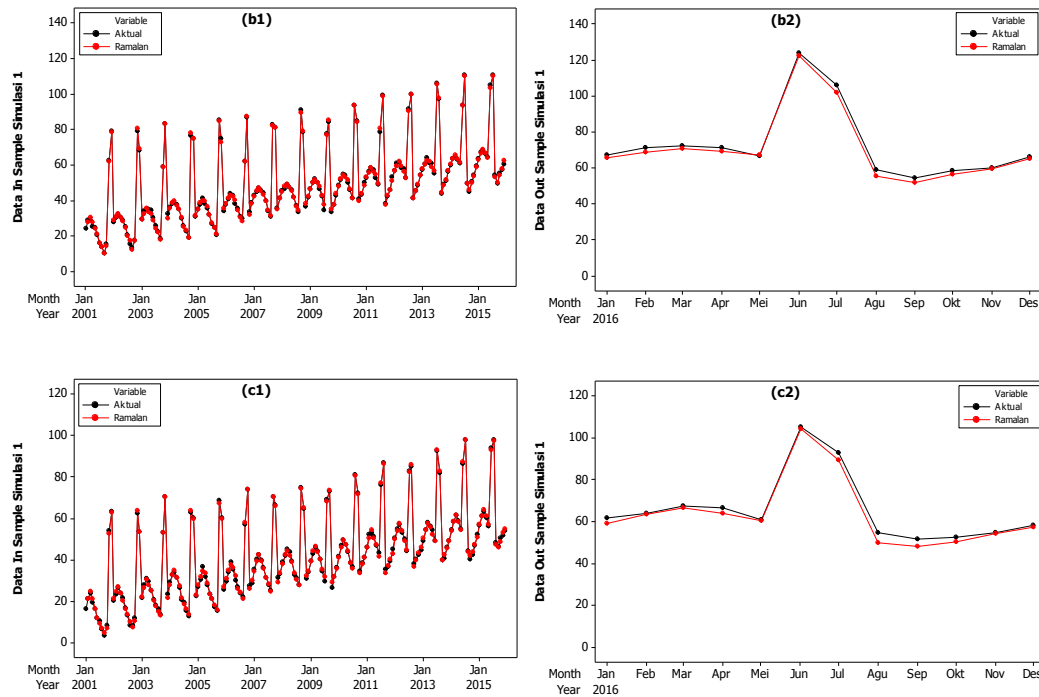 (b1)
Variable
Aktual
Ramalan
Data In Sample Simulasi 1
140
120
100
80
60
40
20
0
Month Jan Jan Jan Jan Jan Jan Jan Jan
Year 2001 2003 2005 2007 2009 2011 2013 2015
b2)
Variable
Aktual
Ramalan
Data Out Sample Simulasi 1
140
120
100
80
60
40
20
0
Month Jan Feb Mar Apr Mei Jun Jul Agu Sep Okt Nov Des
Year 2016
(c1)
Variable
Aktual
Ramalan
Data In Sample Simulasi 1
120
100
80
60
40
20
0
Month Jan Jan Jan Jan Jan Jan Jan Jan
Year 2001 2003 2005 2007 2009 2011 2013 2015
(c2)
Variable
Aktual
Ramalan
Data Out Sample Simulasi 1
120
100
80
60
40
20
0
Month Jan Feb Mar Apr Mei Jun Jul Agu Sep Okt Nov Des
Year 2016